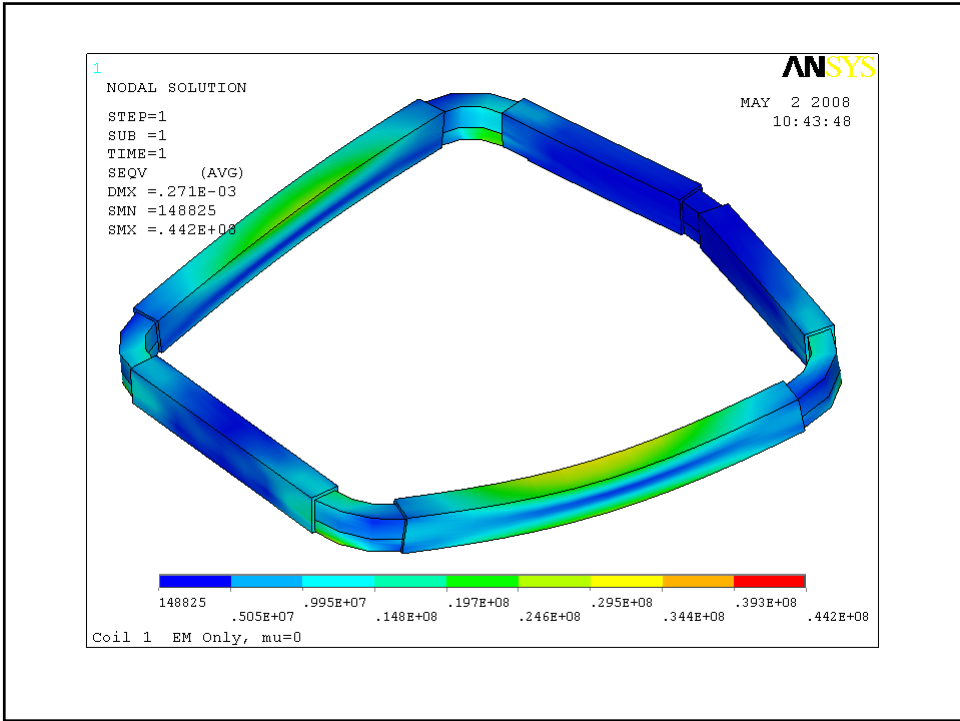 1
ANSYS
NODAL SOLUTION
MAY 2 2008
10:43:48
STEP=1
SUB =1
TIME=1
SEQV (AVG)
DMX =.271E-03
SMN =148825
SMX =.442E+08
148825 .995E+07 .197E+08 .295E+08 .393E+08
.505E+07 .148E+08 .246E+08 .344E+08 .442E+08
Coil 1 EM Only, mu=0